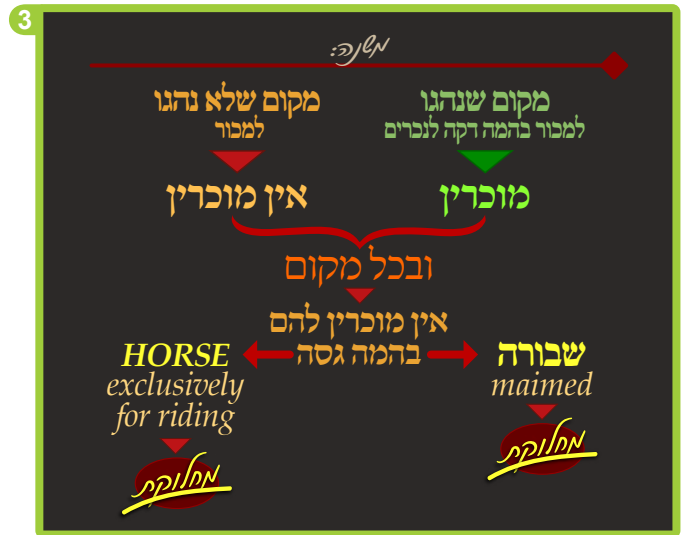 3
משנה:
מקום שנהגו
למכור בהמה דקה לנכרים
מקום שלא נהגו
למכור
מוכרין
אין מוכרין
ובכל מקום
אין מוכרין להם
בהמה גסה
שבורה
maimed
מחלוקת
HORSE
exclusively
for riding
מחלוקת